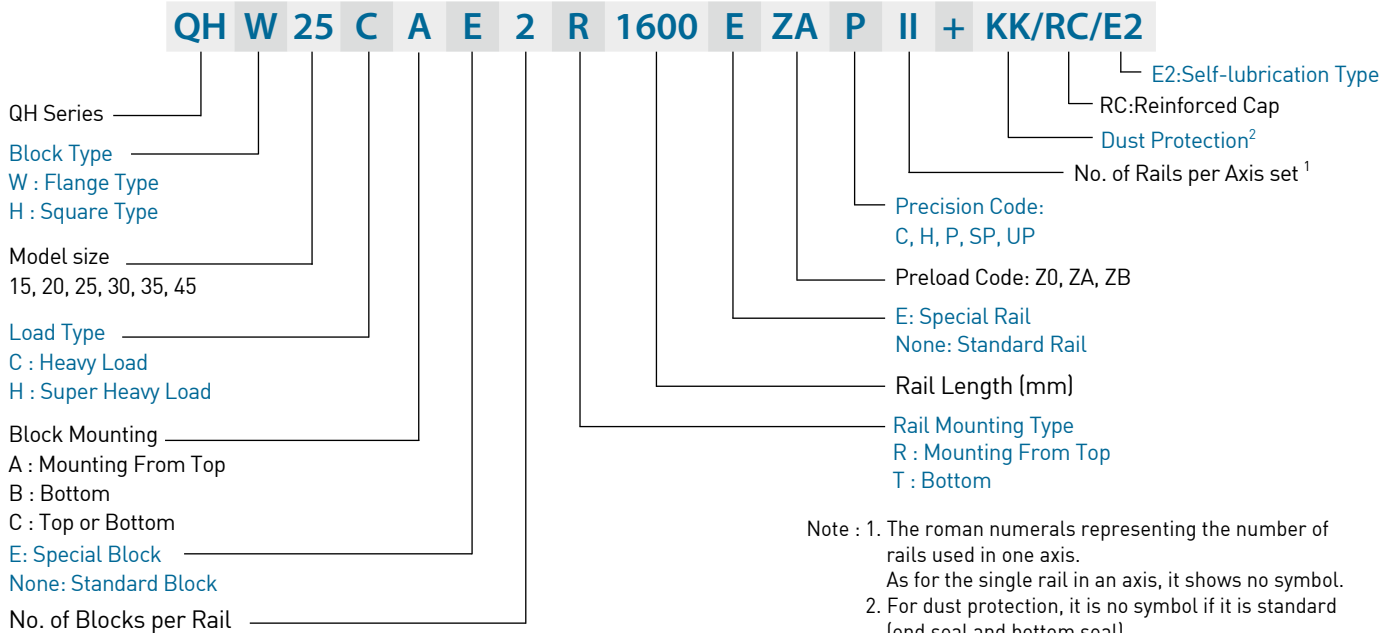 QH W 25 C A E 2 R 1600 E ZA P II + KK/RC/E2
QH Series
Block Type
W : Flange Type
H : Square Type
Model size
15, 20, 25, 30, 35, 45
Load Type
C : Heavy Load
H : Super Heavy Load
Block Mounting
A : Mounting From Top
B : Bottom
C : Top or Bottom
E: Special Block
None: Standard Block
No. of Blocks per Rail
E2:Self-lubrication Type
RC:Reinforced Cap
Dust Protection2
No. of Rails per Axis set 1
Precision Code:
C, H, P, SP, UP
Preload Code: Z0, ZA, ZB
E: Special Rail
None: Standard Rail
Rail Length (mm)
Rail Mounting Type
R : Mounting From Top
T : Bottom
Note : 1. The roman numerals representing the number of
rails used in one axis.
As for the single rail in an axis, it shows no symbol.
2. For dust protection, it is no symbol if it is standard
(end seal and bottom seal)